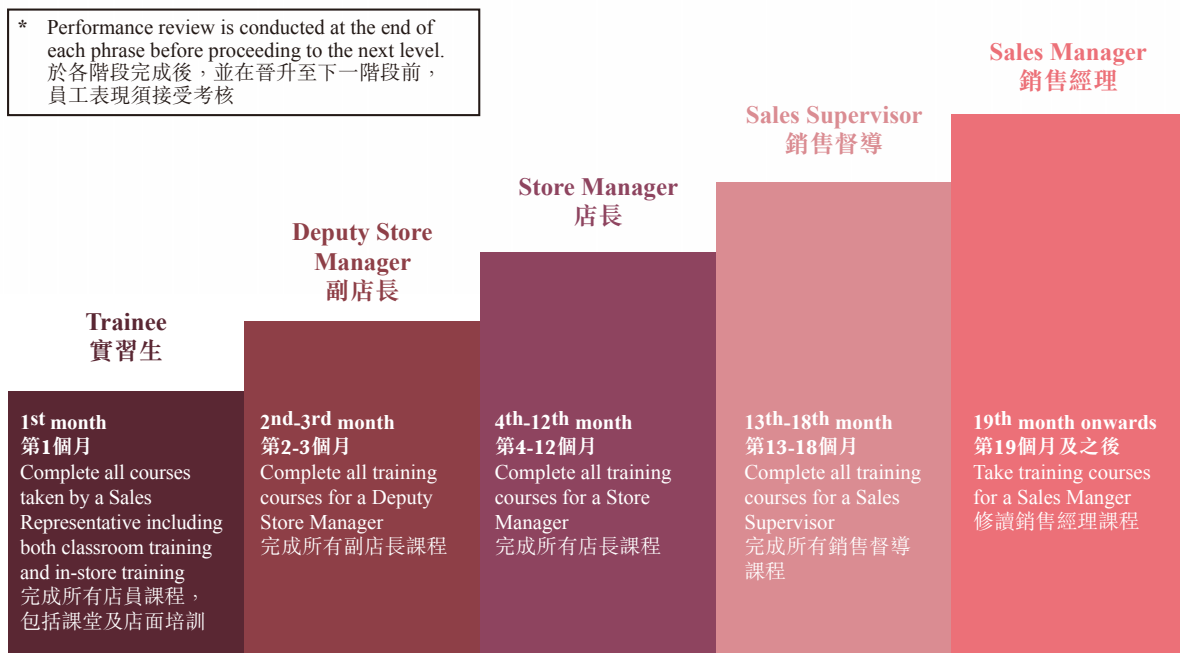 * Performance review is conducted at the end of
each phrase before proceeding to the next level.
於各階段完成後，並在晉升至下一階段前，
員工表現須接受考核
Trainee
實習生
1st month
第1個月
Complete all courses
taken by a Sales
Representative including
both classroom training
and in-store training
完成所有店員課程，
包括課堂及店面培訓
Deputy Store
Manager
副店長
2nd-3rd month
第2-3個月
Complete all training
courses for a Deputy
Store Manager
完成所有副店長課程
Store Manager
店長
4th-12th month
第4-12個月
Complete all training
courses for a Store
Manager
完成所有店長課程
Sales Supervisor
銷售督導
13th-18th month
第13-18個月
Complete all training
courses for a Sales
Supervisor
完成所有銷售督導
課程
Sales Manager
銷售經理
19th month onwards
第19個月及之後
Take training courses
for a Sales Manger
修讀銷售經理課程